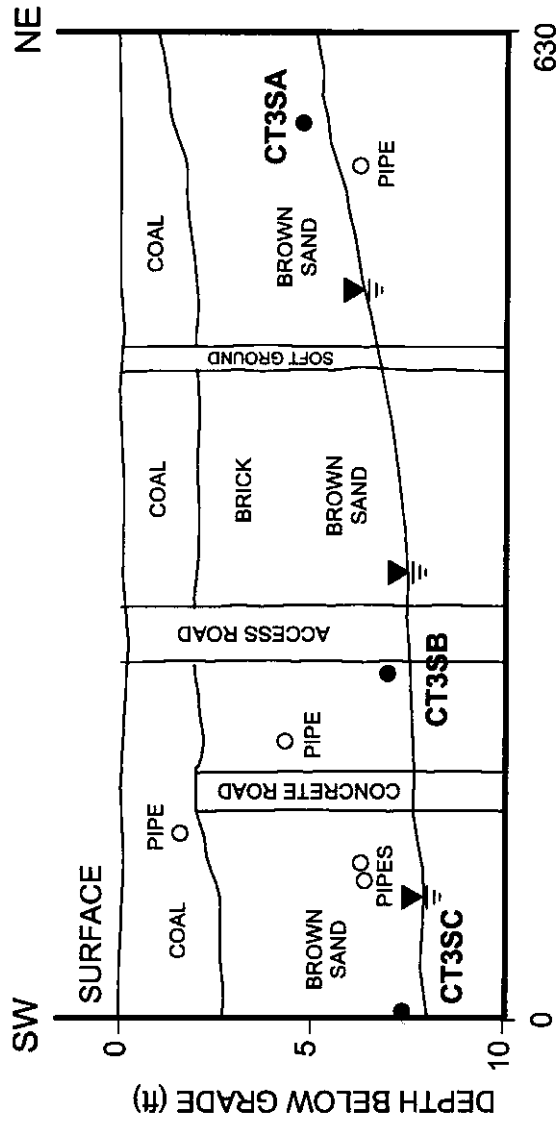 SW
NE
SURFACE
COAL
PIPE
COAL
COAL
BRICK
PIPE
BROWN
SAND
PIPES
BROWN
SAND
BROWN
SAND
PIPE
CONCRETE ROAD
ACCESS ROAD
SOFT GROUND
CT3SC
CT3SB
CT3SA
DEPTH BELOW GRADE (ft)
0
5
10
0
630